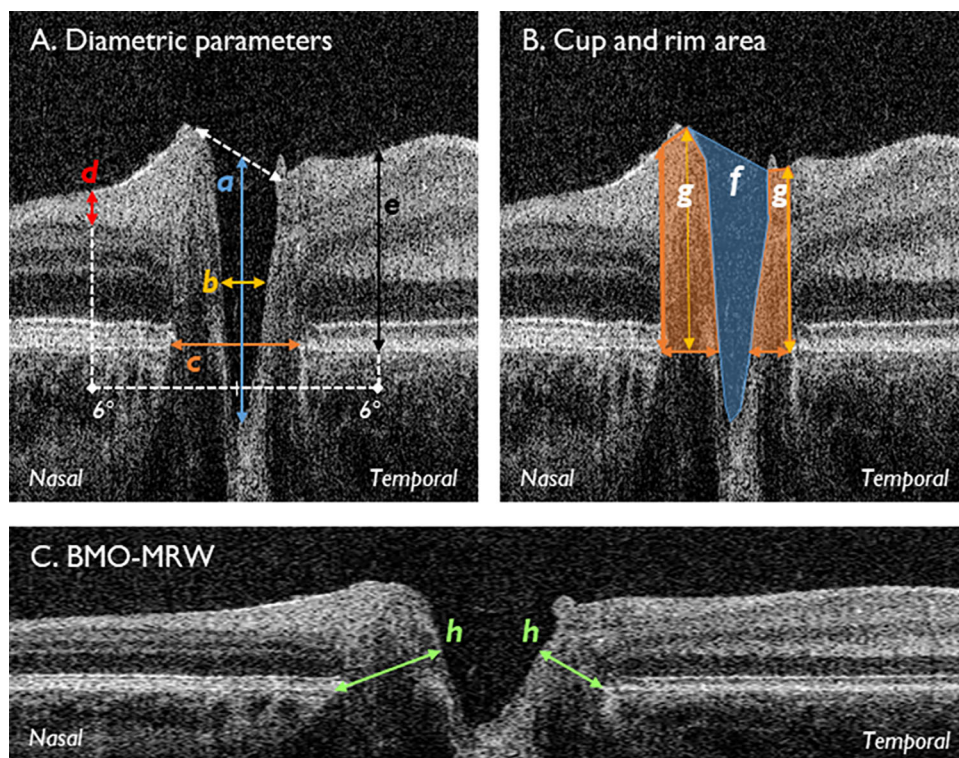 A. Diametric parameters
d
a
e
b
c
6°
6°
Nasal
Temporal
B. Cup and rim area
g
f
g
Nasal
Temporal
C. BMO-MRW
h
h
Nasal
Temporal